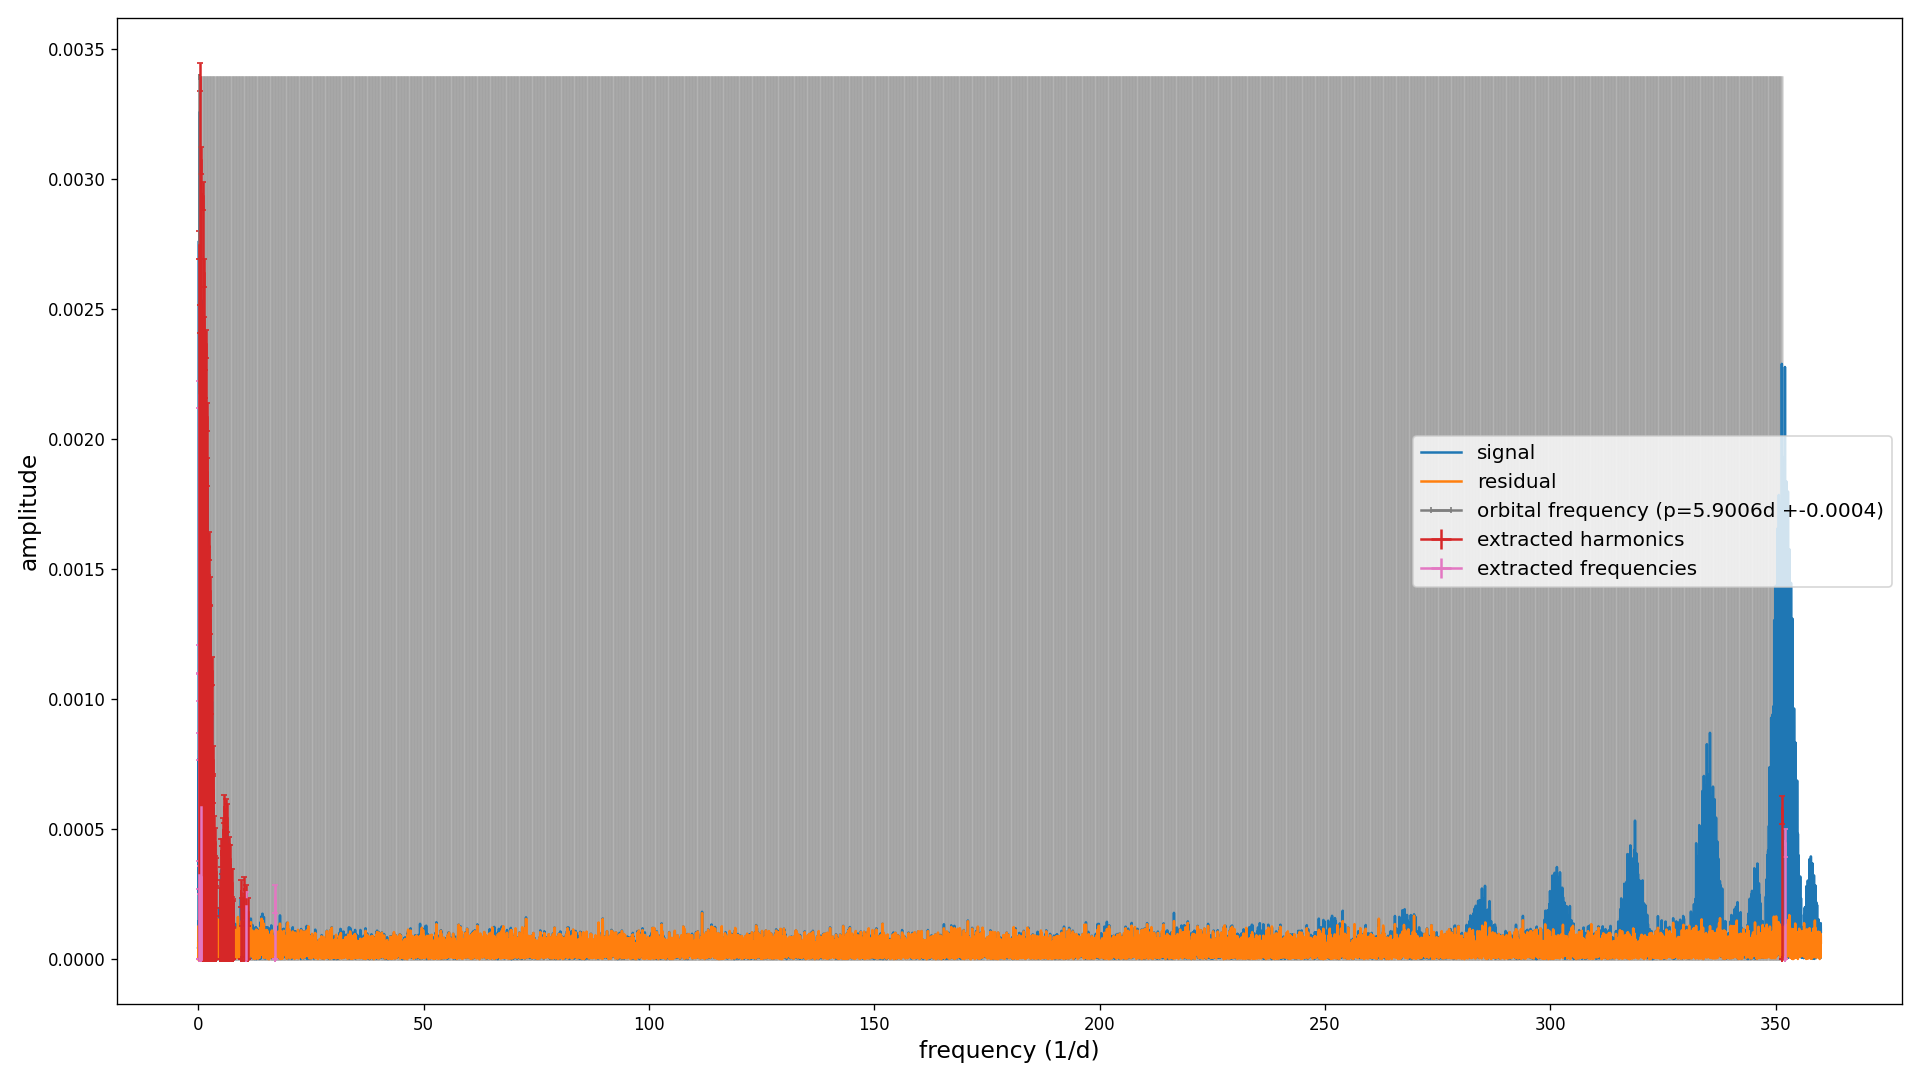 0.0035
0.0030
0.0025
0.0020
0.0015
0.0010
0.0005
0.0000
amplitude
signal
residual
orbital frequency (p=5.9006d +-0.0004)
extracted harmonics
extracted frequencies
0 50 100 150 200 250 300 350
frequency (1/d)